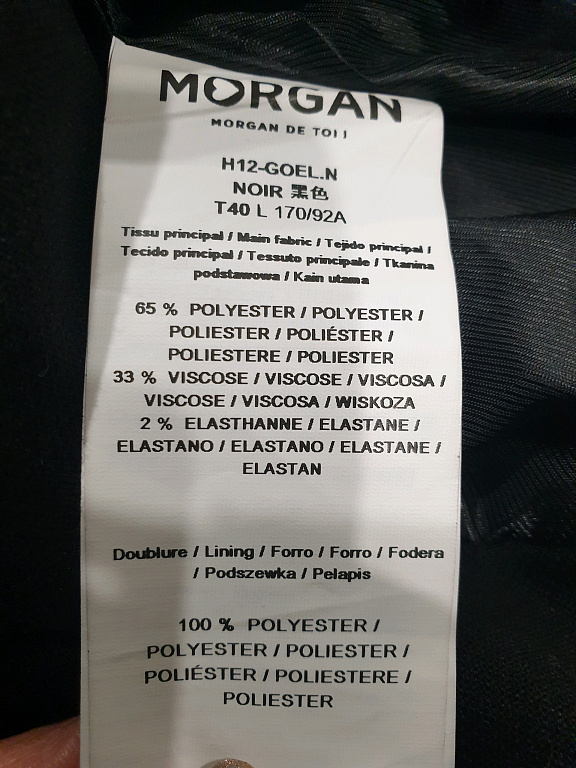 MORGAN
MORGAN DE TOI !
H12-GOEL.N
NOIR 黑色
T40 L 170/92A
Tissu principal / Main fabric / Tejido principal /
Tecido principal / Tessuto principale / Tkanina
podstawowa / Kain utama
65 % POLYESTER / POLYESTER /
POLIESTER / POLIÉSTER /
POLIESTERE / POLIESTER
33 % VISCOSE / VISCOSE / VISCOSA /
VISCOSE / VISCOSA / WISKOZA
2 % ELASTHANNE / ELASTANE /
ELASTANO / ELASTANO / ELASTANE /
ELASTAN
Doublure / Lining / Forro / Forro / Fodera
/ Podszewka / Pelapis
100 % POLYESTER /
POLYESTER / POLIESTER /
POLIÉSTER / POLIESTERE /
POLIESTER